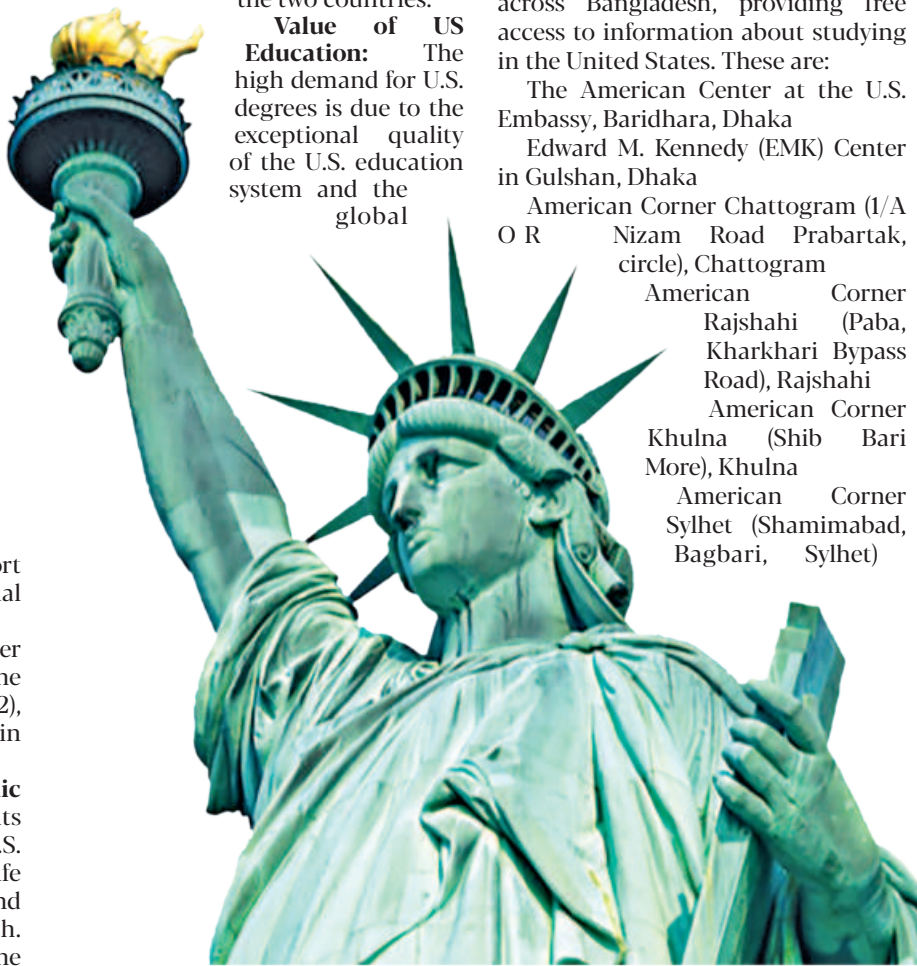 ort
al
er
ne
2),
in
ic
ts
.S.
fe
nd
h.
ne
the two countries.
Value of US
Education: The
high demand for U.S.
degrees is due to the
exceptional quality
of the U.S. education
system and the
global
across Bangladesh, providing free
access to information about studying
in the United States. These are:
The American Center at the U.S.
Embassy, Baridhara, Dhaka
Edward M. Kennedy (EMK) Center
in Gulshan, Dhaka
American Corner Chattogram (1/A
O R Nizam Road Prabartak,
circle), Chattogram
American Corner
Rajshahi (Paba,
Kharkhari Bypass
Road), Rajshahi
American Corner
Khulna (Shib Bari
More), Khulna
American Corner
Sylhet (Shamimabad,
Bagbari, Sylhet)